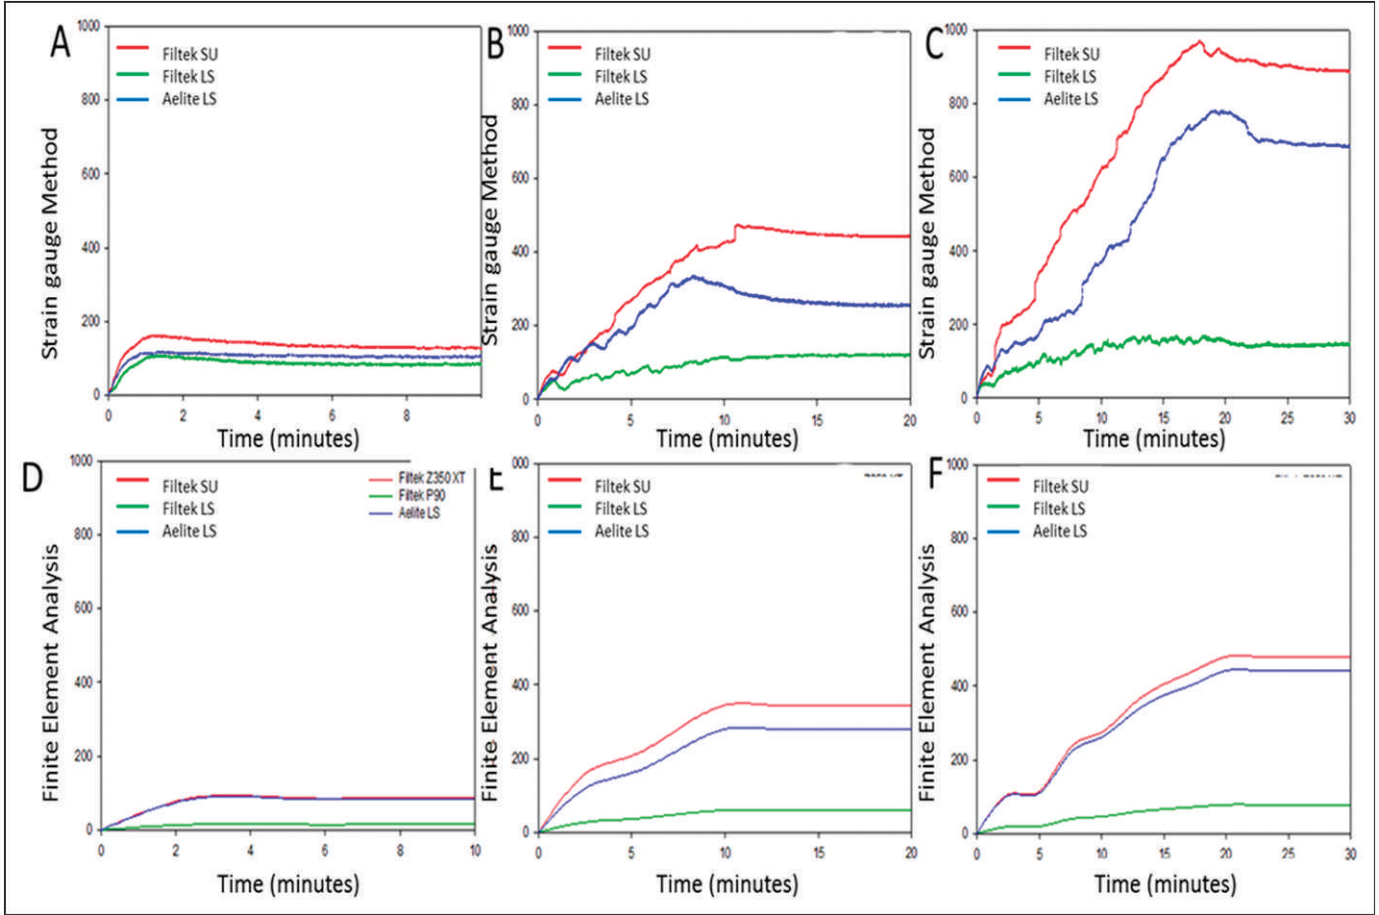 A
Filtek SU
Filtek LS
Aelite LS
Strain gauge Method
1000
800
600
400
200
0
0 2 4 6 8
Time (minutes)
B
Filtek SU
Filtek LS
Aelite LS
Strain gauge Method
1000
800
600
400
200
0
0 5 10 15 20
Time (minutes)
C
Filtek SU
Filtek LS
Aelite LS
Strain gauge Method
1000
800
600
400
200
0
0 5 10 15 20 25 30
Time (minutes)
D
Filtek SU
Filtek LS
Aelite LS
Filtek Z350 XT
Filtek P90
Aelite LS
Finite Element Analysis
1000
800
600
400
200
0
0 2 4 6 8 10
Time (minutes)
E
Filtek SU
Filtek LS
Aelite LS
Finite Element Analysis
000
800
600
400
200
0
0 5 10 15 20
Time (minutes)
F
Filtek SU
Filtek LS
Aelite LS
Finite Element Analysis
1000
800
600
400
200
0
0 5 10 15 20 25 30
Time (minutes)